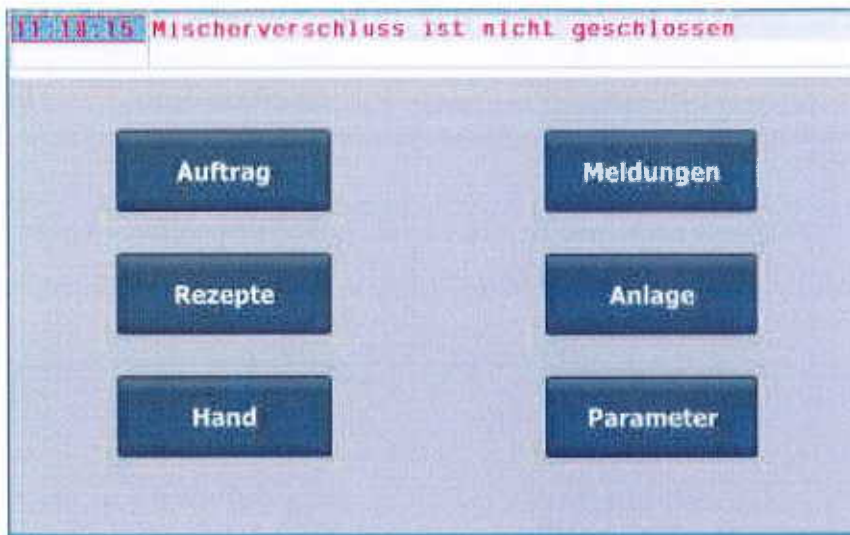 11:18:15 Mischerverschluss ist nicht geschlossen
Auftrag
Meldungen
Rezepte
Anlage
Hand
Parameter